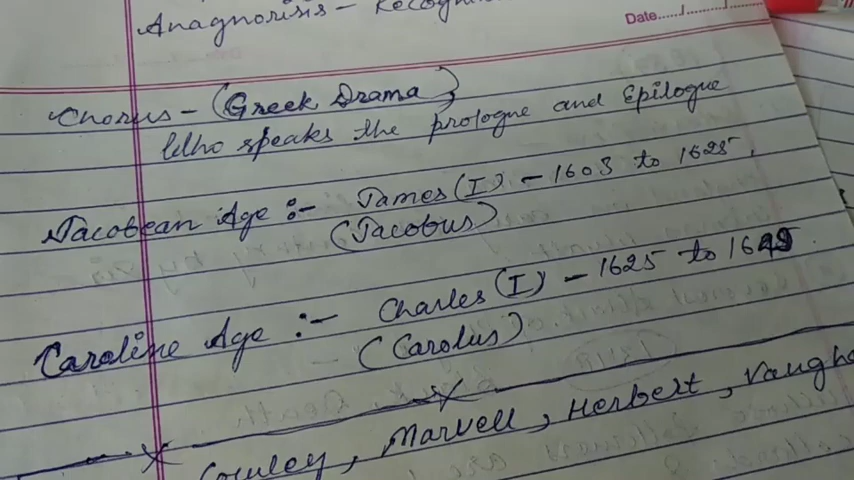 Anagnorisis -
Date
Chorus - (Greek Drama)
Who speaks the prologue and Epilogue
Jacobean Age :- James (I) - 1603 to 1625.
(Jacobus)
Caroline Age :- Charles (I) - 1625 to 1649.
(Carolus)
Cowley, Marvell, Herbert,